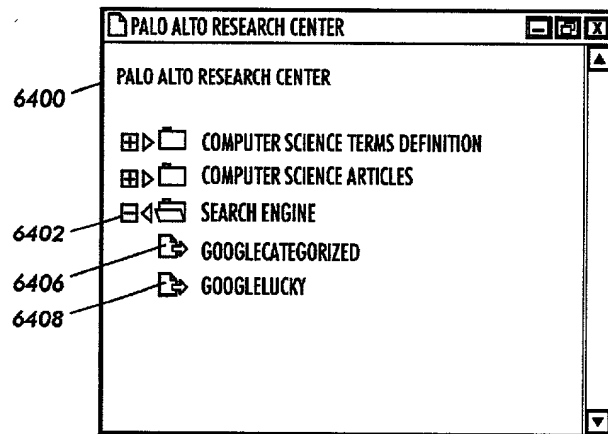 PALO ALTO RESEARCH CENTER
PALO ALTO RESEARCH CENTER
6400
COMPUTER SCIENCE TERMS DEFINITION
COMPUTER SCIENCE ARTICLES
SEARCH ENGINE
6402
GOOGLECATEGORIZED
6406
GOOGLELUCKY
6408